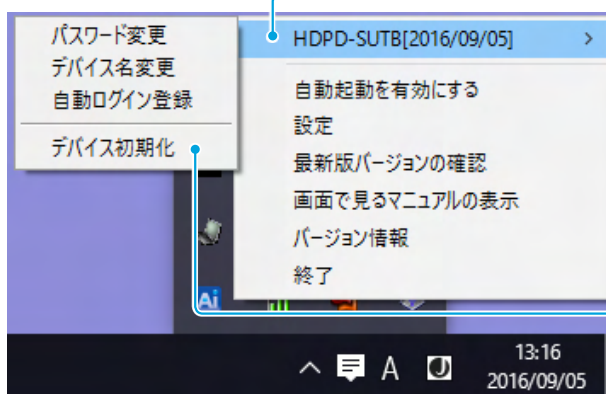 パスワード変更
デバイス名変更
自動ログイン登録
デバイス初期化
HDPD-SUTB[2016/09/05]
自動起動を有効にする
設定
最新版バージョンの確認
画面で見るマニュアルの表示
バージョン情報
終了
Ai
A
J
13:16
2016/09/05